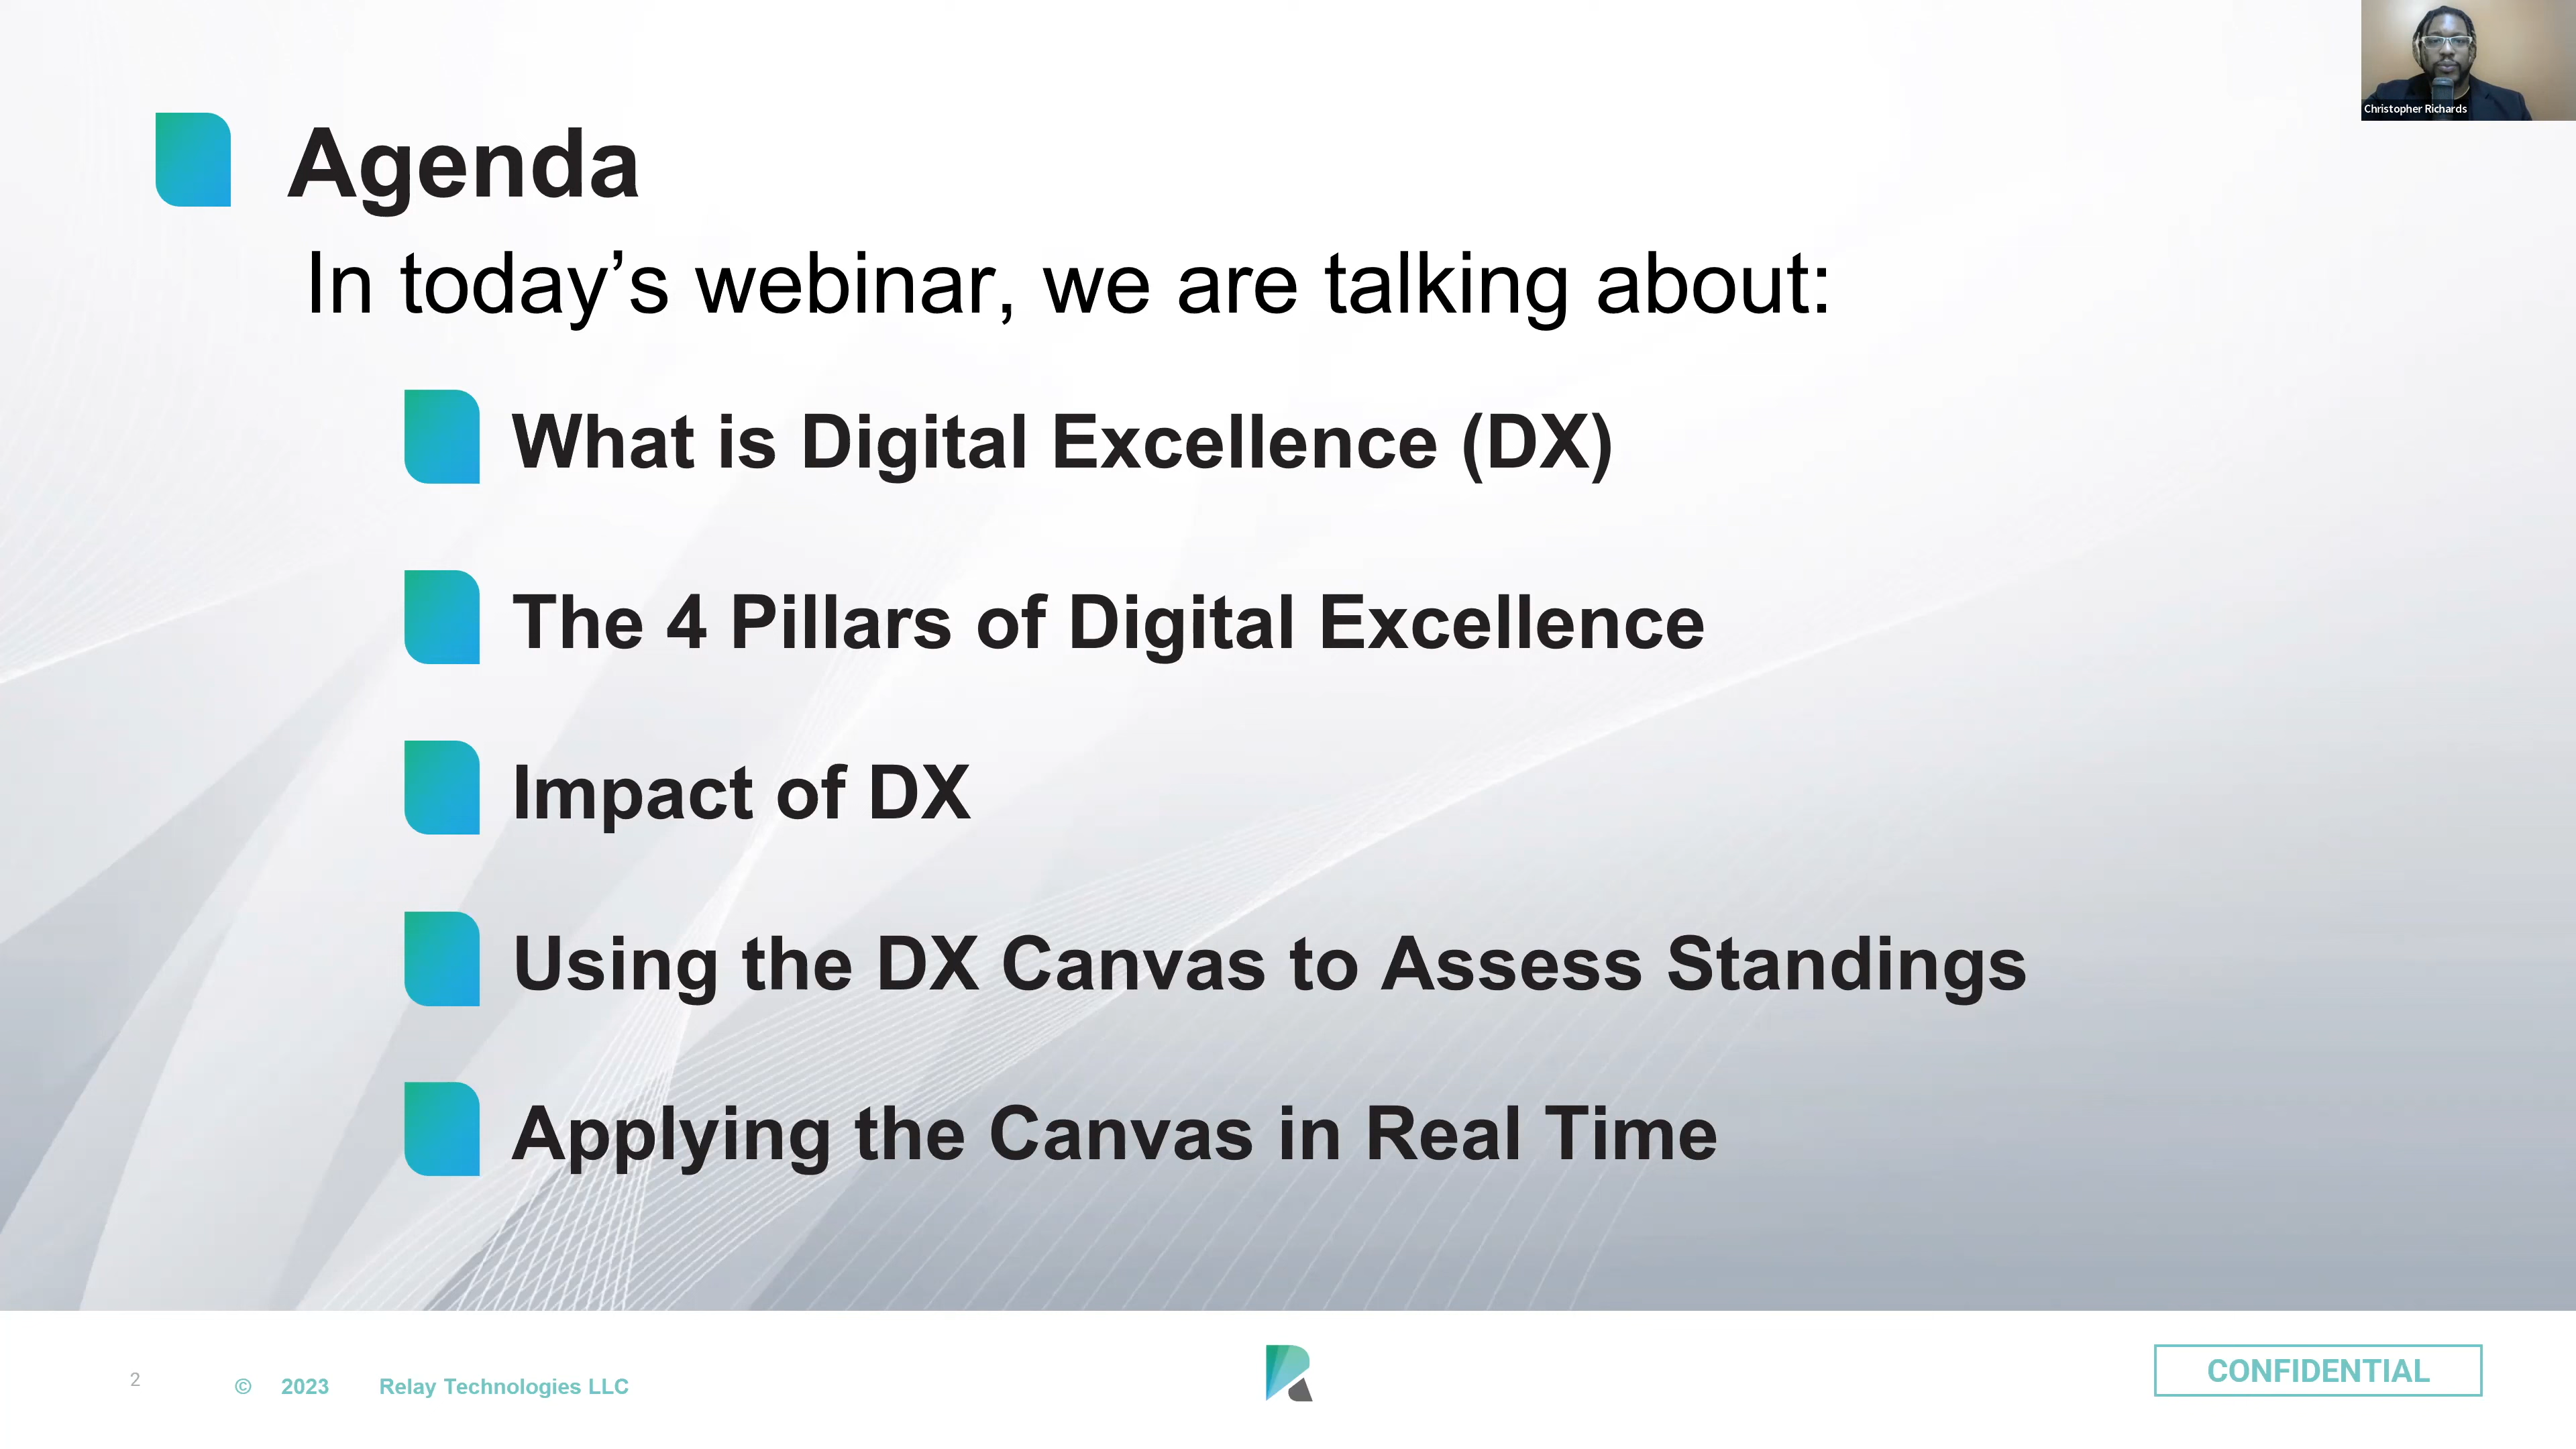 Christopher Richards
Agenda
In today’s webinar, we are talking about:
What is Digital Excellence (DX)
The 4 Pillars of Digital Excellence
Impact of DX
Using the DX Canvas to Assess Standings
Applying the Canvas in Real Time
2 © 2023 Relay Technologies LLC
CONFIDENTIAL